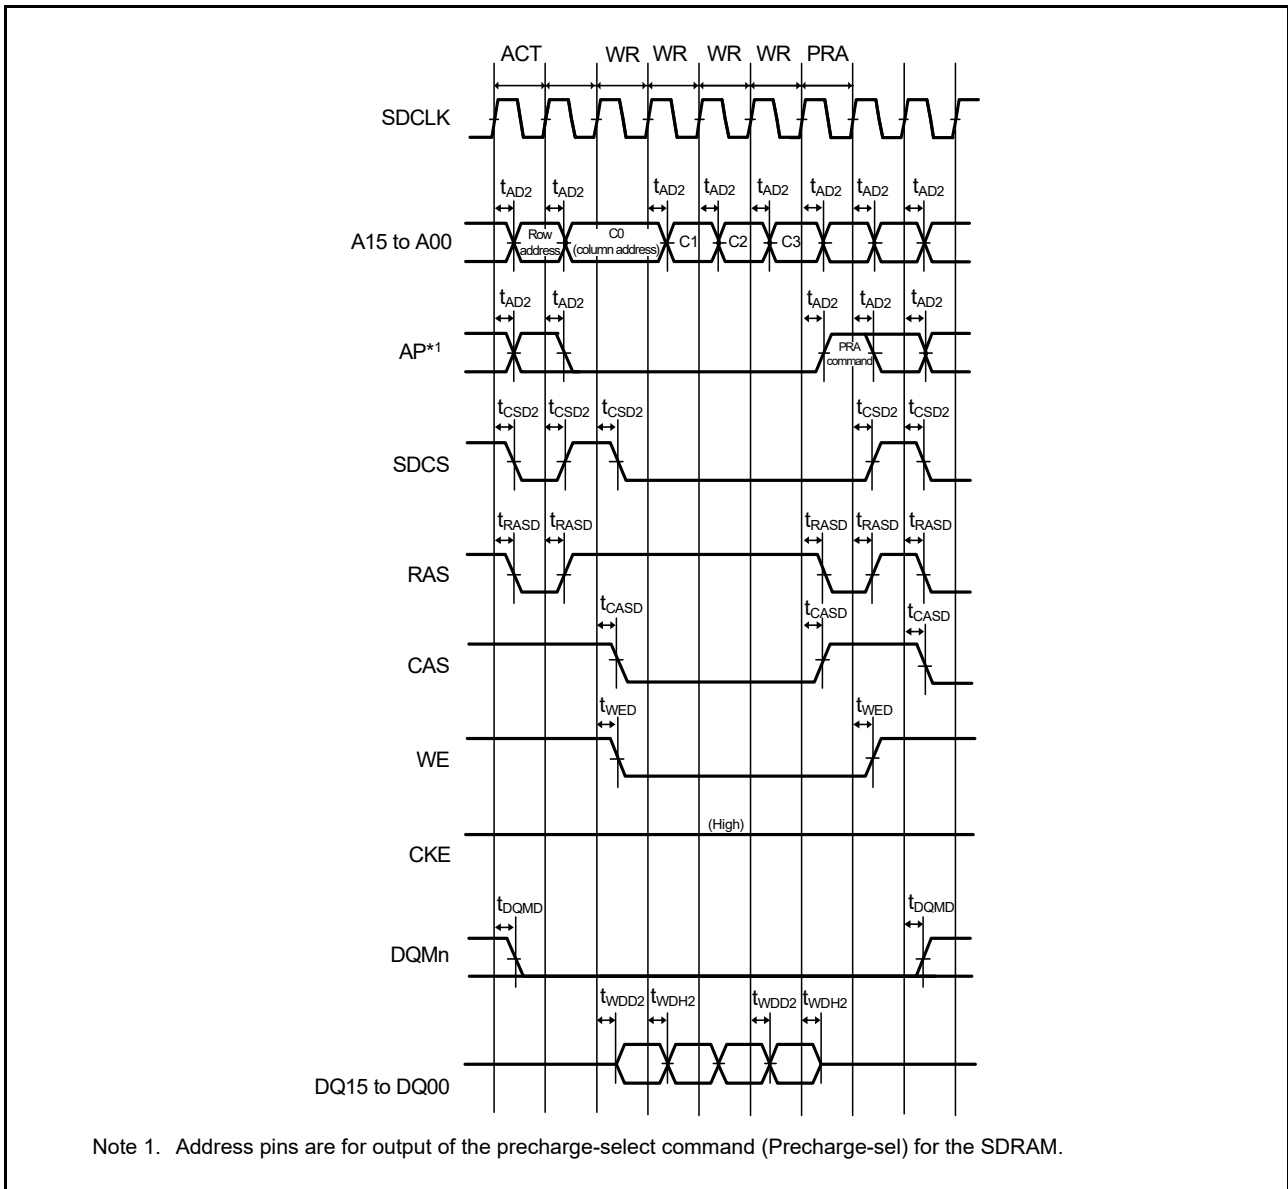 ACT WR WR WR WR PRA
SDCLK
tAD2 tAD2 tAD2 tAD2 tAD2 tAD2 tAD2 tAD2
A15 to A00
Row address
C0 (column address)
C1 C2 C3
tAD2 tAD2 tAD2 tAD2 tAD2
AP*1
PRA command
tCSD2 tCSD2 tCSD2 tCSD2 tCSD2
SDCS
tRASD tRASD tRASD tRASD tRASD
RAS
tCASD tCASD tCASD
CAS
tWED tWED
WE
(High)
CKE
tDQMD tDQMD
DQMn
tWDD2 tWDH2 tWDD2 tWDH2
DQ15 to DQ00
Note 1. Address pins are for output of the precharge-select command (Precharge-sel) for the SDRAM.